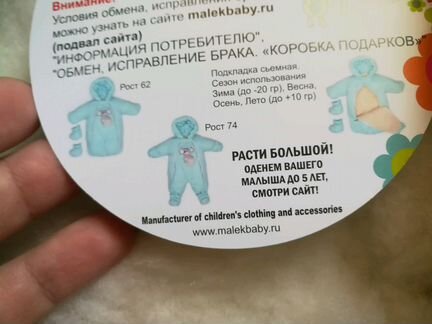 Внимание!
Условия обмена, исправления
можно узнать на сайте malekbaby.ru
(подвал сайта)
"ИНФОРМАЦИЯ ПОТРЕБИТЕЛЮ",
"ОБМЕН, ИСПРАВЛЕНИЕ БРАКА. «КОРОБКА ПОДАРКОВ»"
Подкладка сьемная.
Рост 62
Сезон использования
Зима (до -20 гр). Весна,
Осень, Лето (до +10 гр)
Рост 74
РАСТИ БОЛЬШОЙ!
ОДЕНЕМ ВАШЕГО
МАЛЫША ДО 5 ЛЕТ,
СМОТРИ САЙТ!
Manufacturer of children's clothing and accessories
www.malekbaby.ru